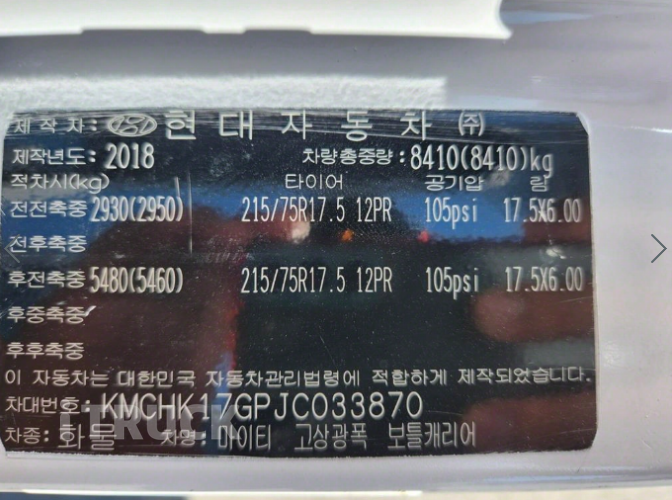 제작자: 현대자동차 ㈜
제작년도: 2018 차량총중량: 8410(8410)kg
적차시(kg) 타이어 공기압 림
전전축중 2930(2950) 215/75R17.5 12PR 105psi 17.5X6.00
전후축중
후전축중 5480(5460) 215/75R17.5 12PR 105psi 17.5X6.00
후중축중
후후축중
이 자동차는 대한민국 자동차관리법령에 적합하게 제작되었습니다.
차대번호: KMCHK17GPJC033870
차종: 화물 차명: 마이티 고상광폭 보틀캐리어
TRUCK